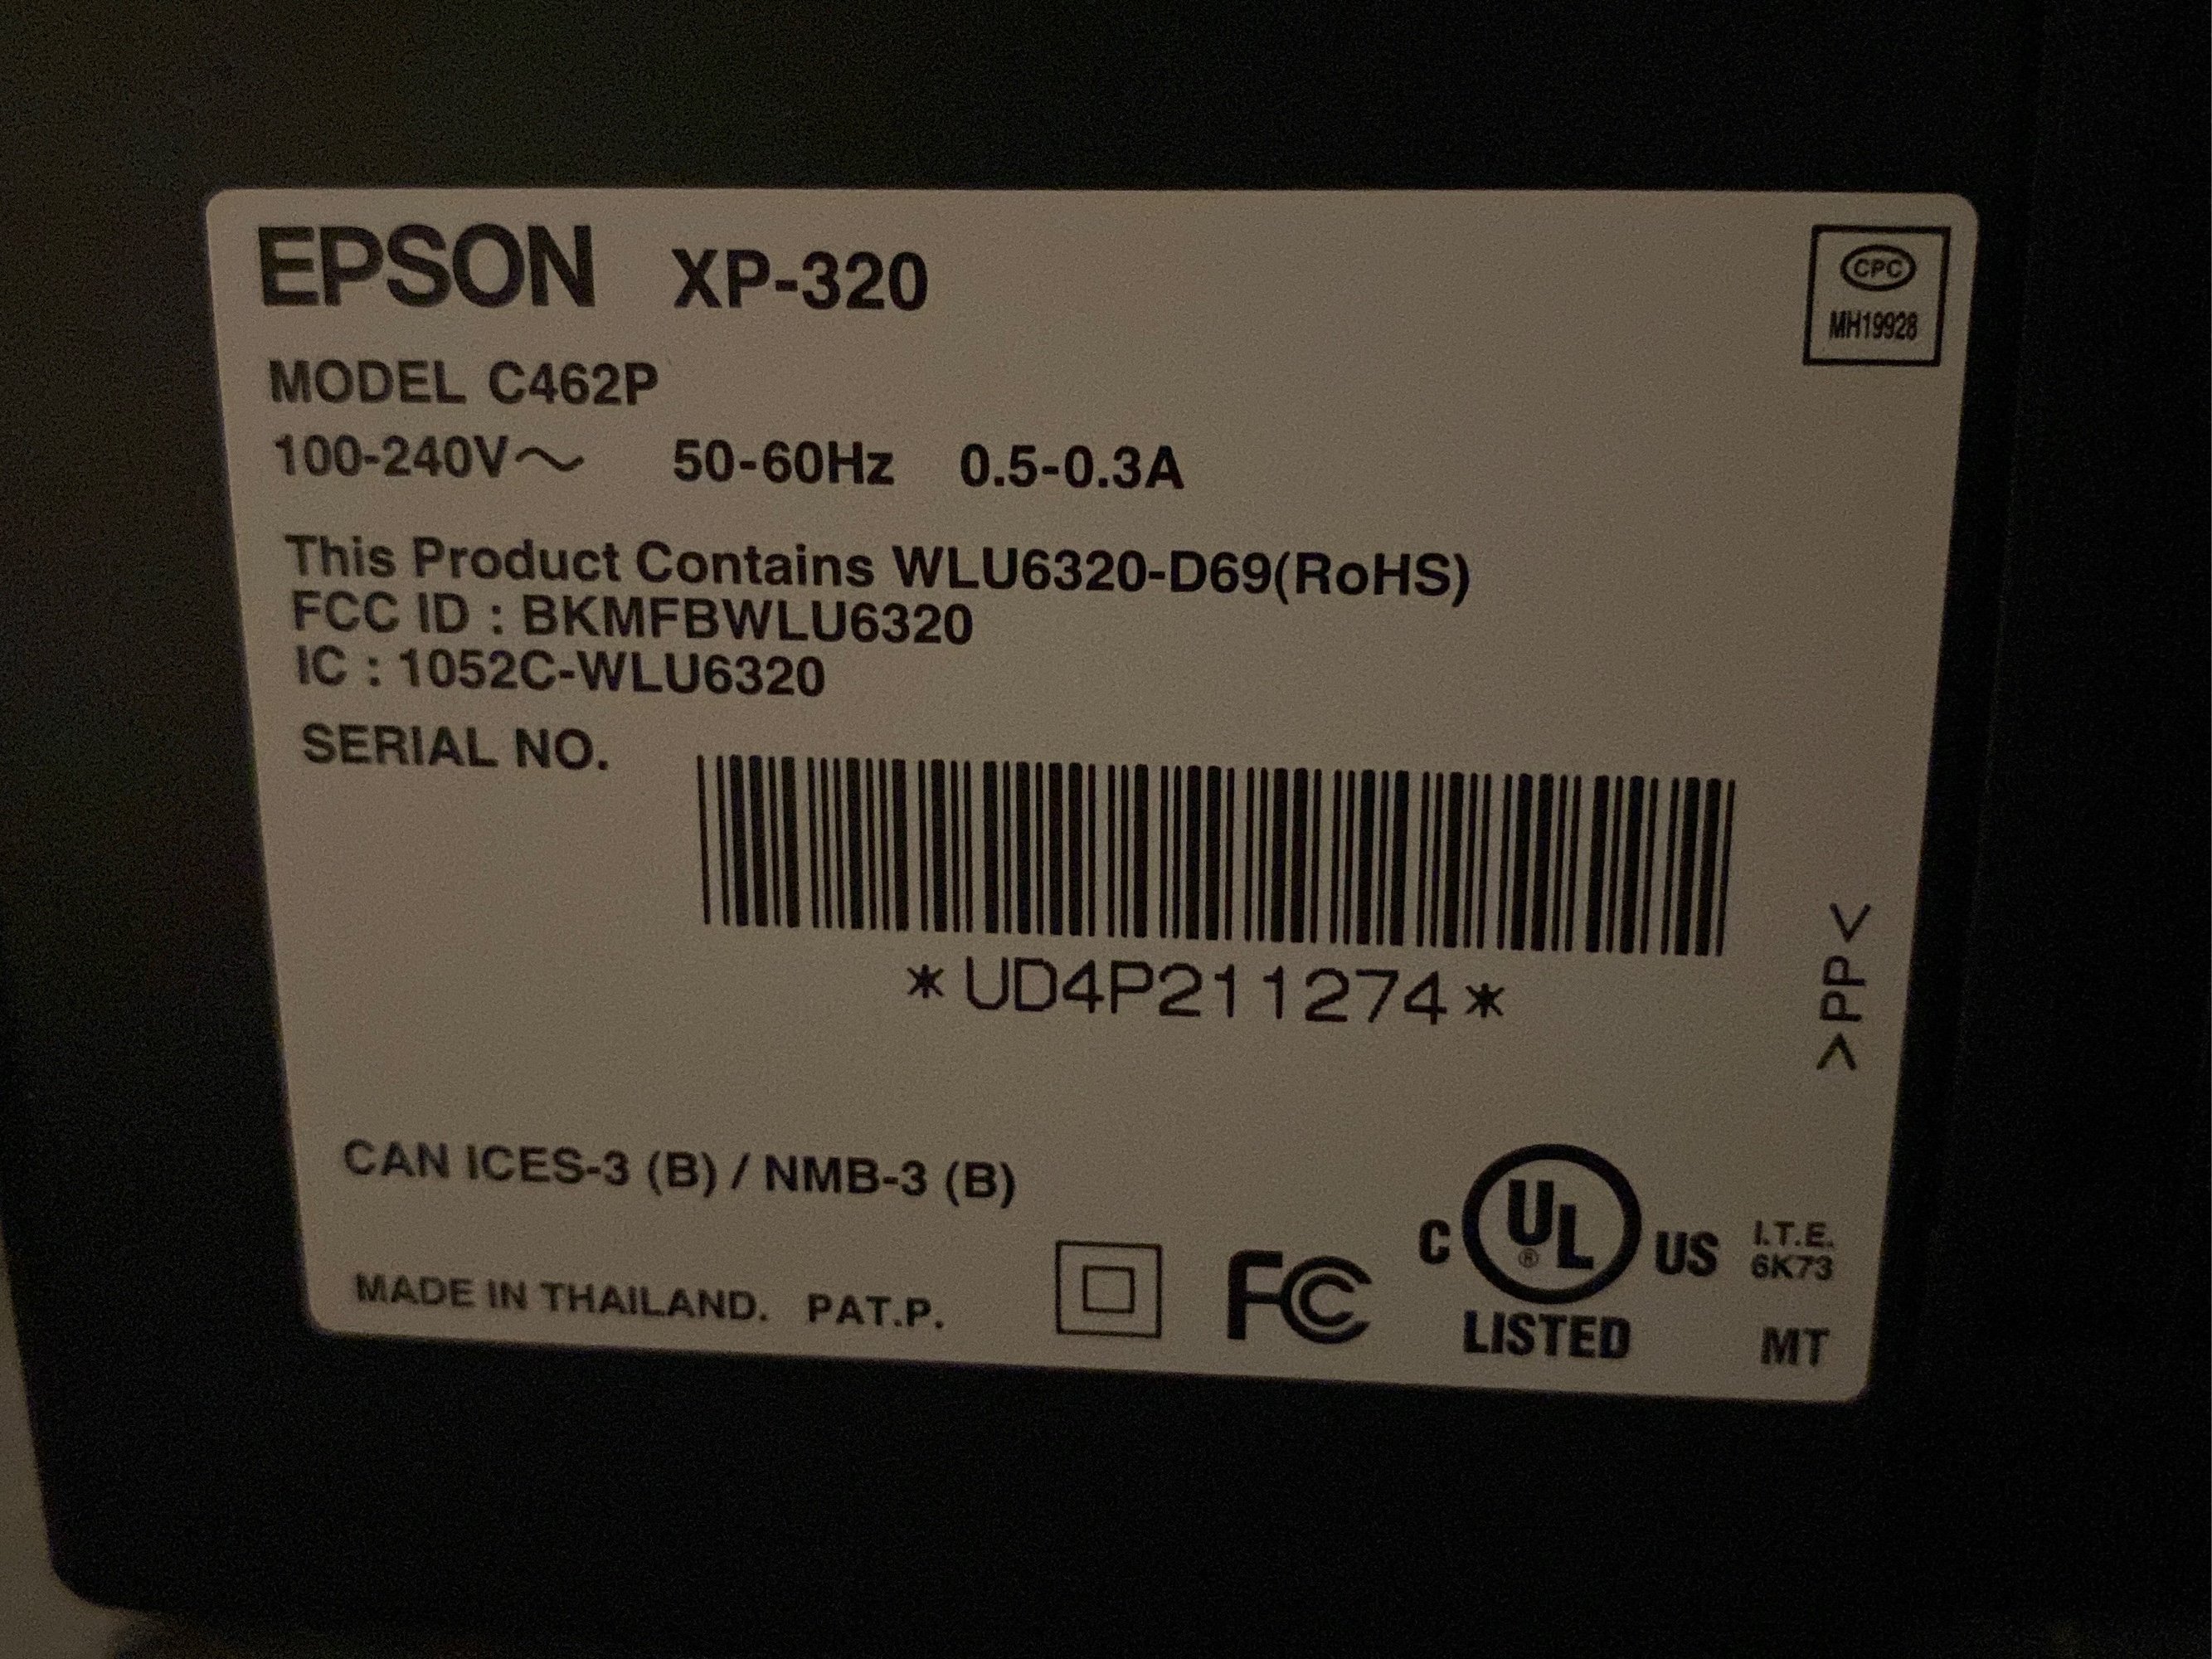 EPSON XP-320
CPC
MH19928
MODEL C462P
100-240V～ 50-60Hz 0.5-0.3A
This Product Contains WLU6320-D69(RoHS)
FCC ID : BKMFBWLU6320
IC : 1052C-WLU6320
SERIAL NO.
*UD4P211274*
>PP<
CAN ICES-3 (B) / NMB-3 (B)
MADE IN THAILAND. PAT.P.
FC
C UL® US
LISTED
I.T.E.
6K73
MT